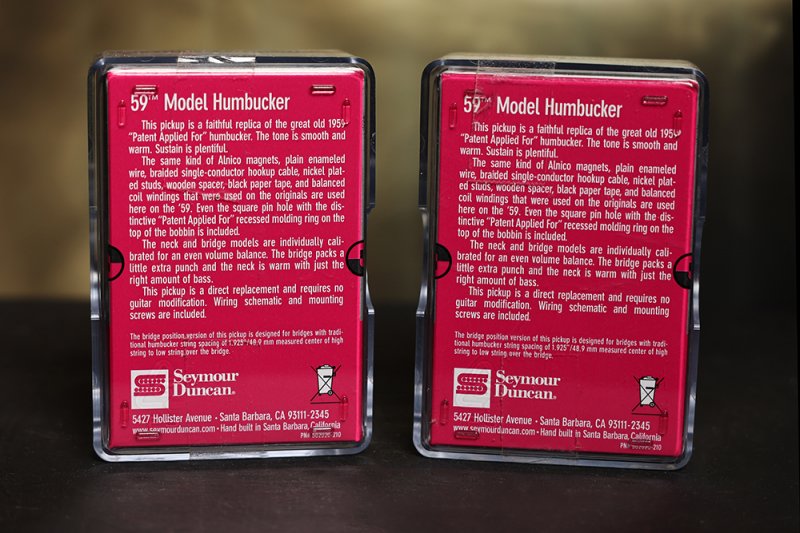 59™ Model Humbucker
This pickup is a faithful replica of the great old 1959
"Patent Applied For" humbucker. The tone is smooth and
warm. Sustain is plentiful.
The same kind of Alnico magnets, plain enameled
wire, braided single-conductor hookup cable, nickel plat-
ed studs, wooden spacer, black paper tape, and balanced
coil windings that were used on the originals are used
here on the '59. Even the square pin hole with the dis-
tinctive "Patent Applied For" recessed molding ring on the
top of the bobbin is included.
The neck and bridge models are individually cali-
brated for an even volume balance. The bridge packs a
little extra punch and the neck is warm with just the
right amount of bass.
This pickup is a direct replacement and requires no
guitar modification. Wiring schematic and mounting
screws are included.
The bridge position version of this pickup is designed for bridges with tradi-
tional humbucker string spacing of 1.925"/48.9 mm measured center of high
string to low string over the bridge.
Seymour
Duncan®
5427 Hollister Avenue • Santa Barbara, CA 93111-2345
www.seymourduncan.com • Hand built in Santa Barbara, California
PN# 502020-210
59™ Model Humbucker
This pickup is a faithful replica of the great old 1959
"Patent Applied For" humbucker. The tone is smooth and
warm. Sustain is plentiful.
The same kind of Alnico magnets, plain enameled
wire, braided single-conductor hookup cable, nickel plat-
ed studs, wooden spacer, black paper tape, and balanced
coil windings that were used on the originals are used
here on the '59. Even the square pin hole with the dis-
tinctive "Patent Applied For" recessed molding ring on the
top of the bobbin is included.
The neck and bridge models are individually cali-
brated for an even volume balance. The bridge packs a
little extra punch and the neck is warm with just the
right amount of bass.
This pickup is a direct replacement and requires no
guitar modification. Wiring schematic and mounting
screws are included.
The bridge position version of this pickup is designed for bridges with tradi-
tional humbucker string spacing of 1.925"/48.9 mm measured center of high
string to low string over the bridge.
Seymour
Duncan®
5427 Hollister Avenue • Santa Barbara, CA 93111-2345
www.seymourduncan.com • Hand built in Santa Barbara, California
PN# 502020-210